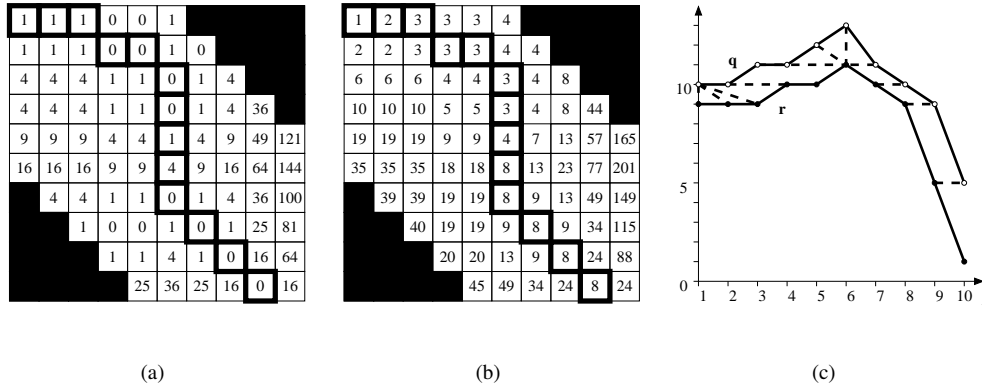 1 1 1 0 0 1
1 1 1 0 0 1 0
4 4 4 1 1 0 1 4
4 4 4 1 1 0 1 4 36
9 9 9 4 4 1 4 9 49 121
16 16 16 9 9 4 9 16 64 144
4 4 1 1 0 1 4 36 100
1 0 0 1 0 1 25 81
1 1 4 1 0 16 64
25 36 25 16 0 16
(a)
1 2 3 3 3 4
2 2 3 3 3 4 4
6 6 6 4 4 3 4 8
10 10 10 5 5 3 4 8 44
19 19 19 9 9 4 7 13 57 165
35 35 35 18 18 8 13 23 77 201
39 39 19 19 8 9 13 49 149
40 19 19 9 8 9 34 115
20 20 13 9 8 24 88
45 49 34 24 8 24
(b)
q
10
r
5
0
1 2 3 4 5 6 7 8 9 10
(c)